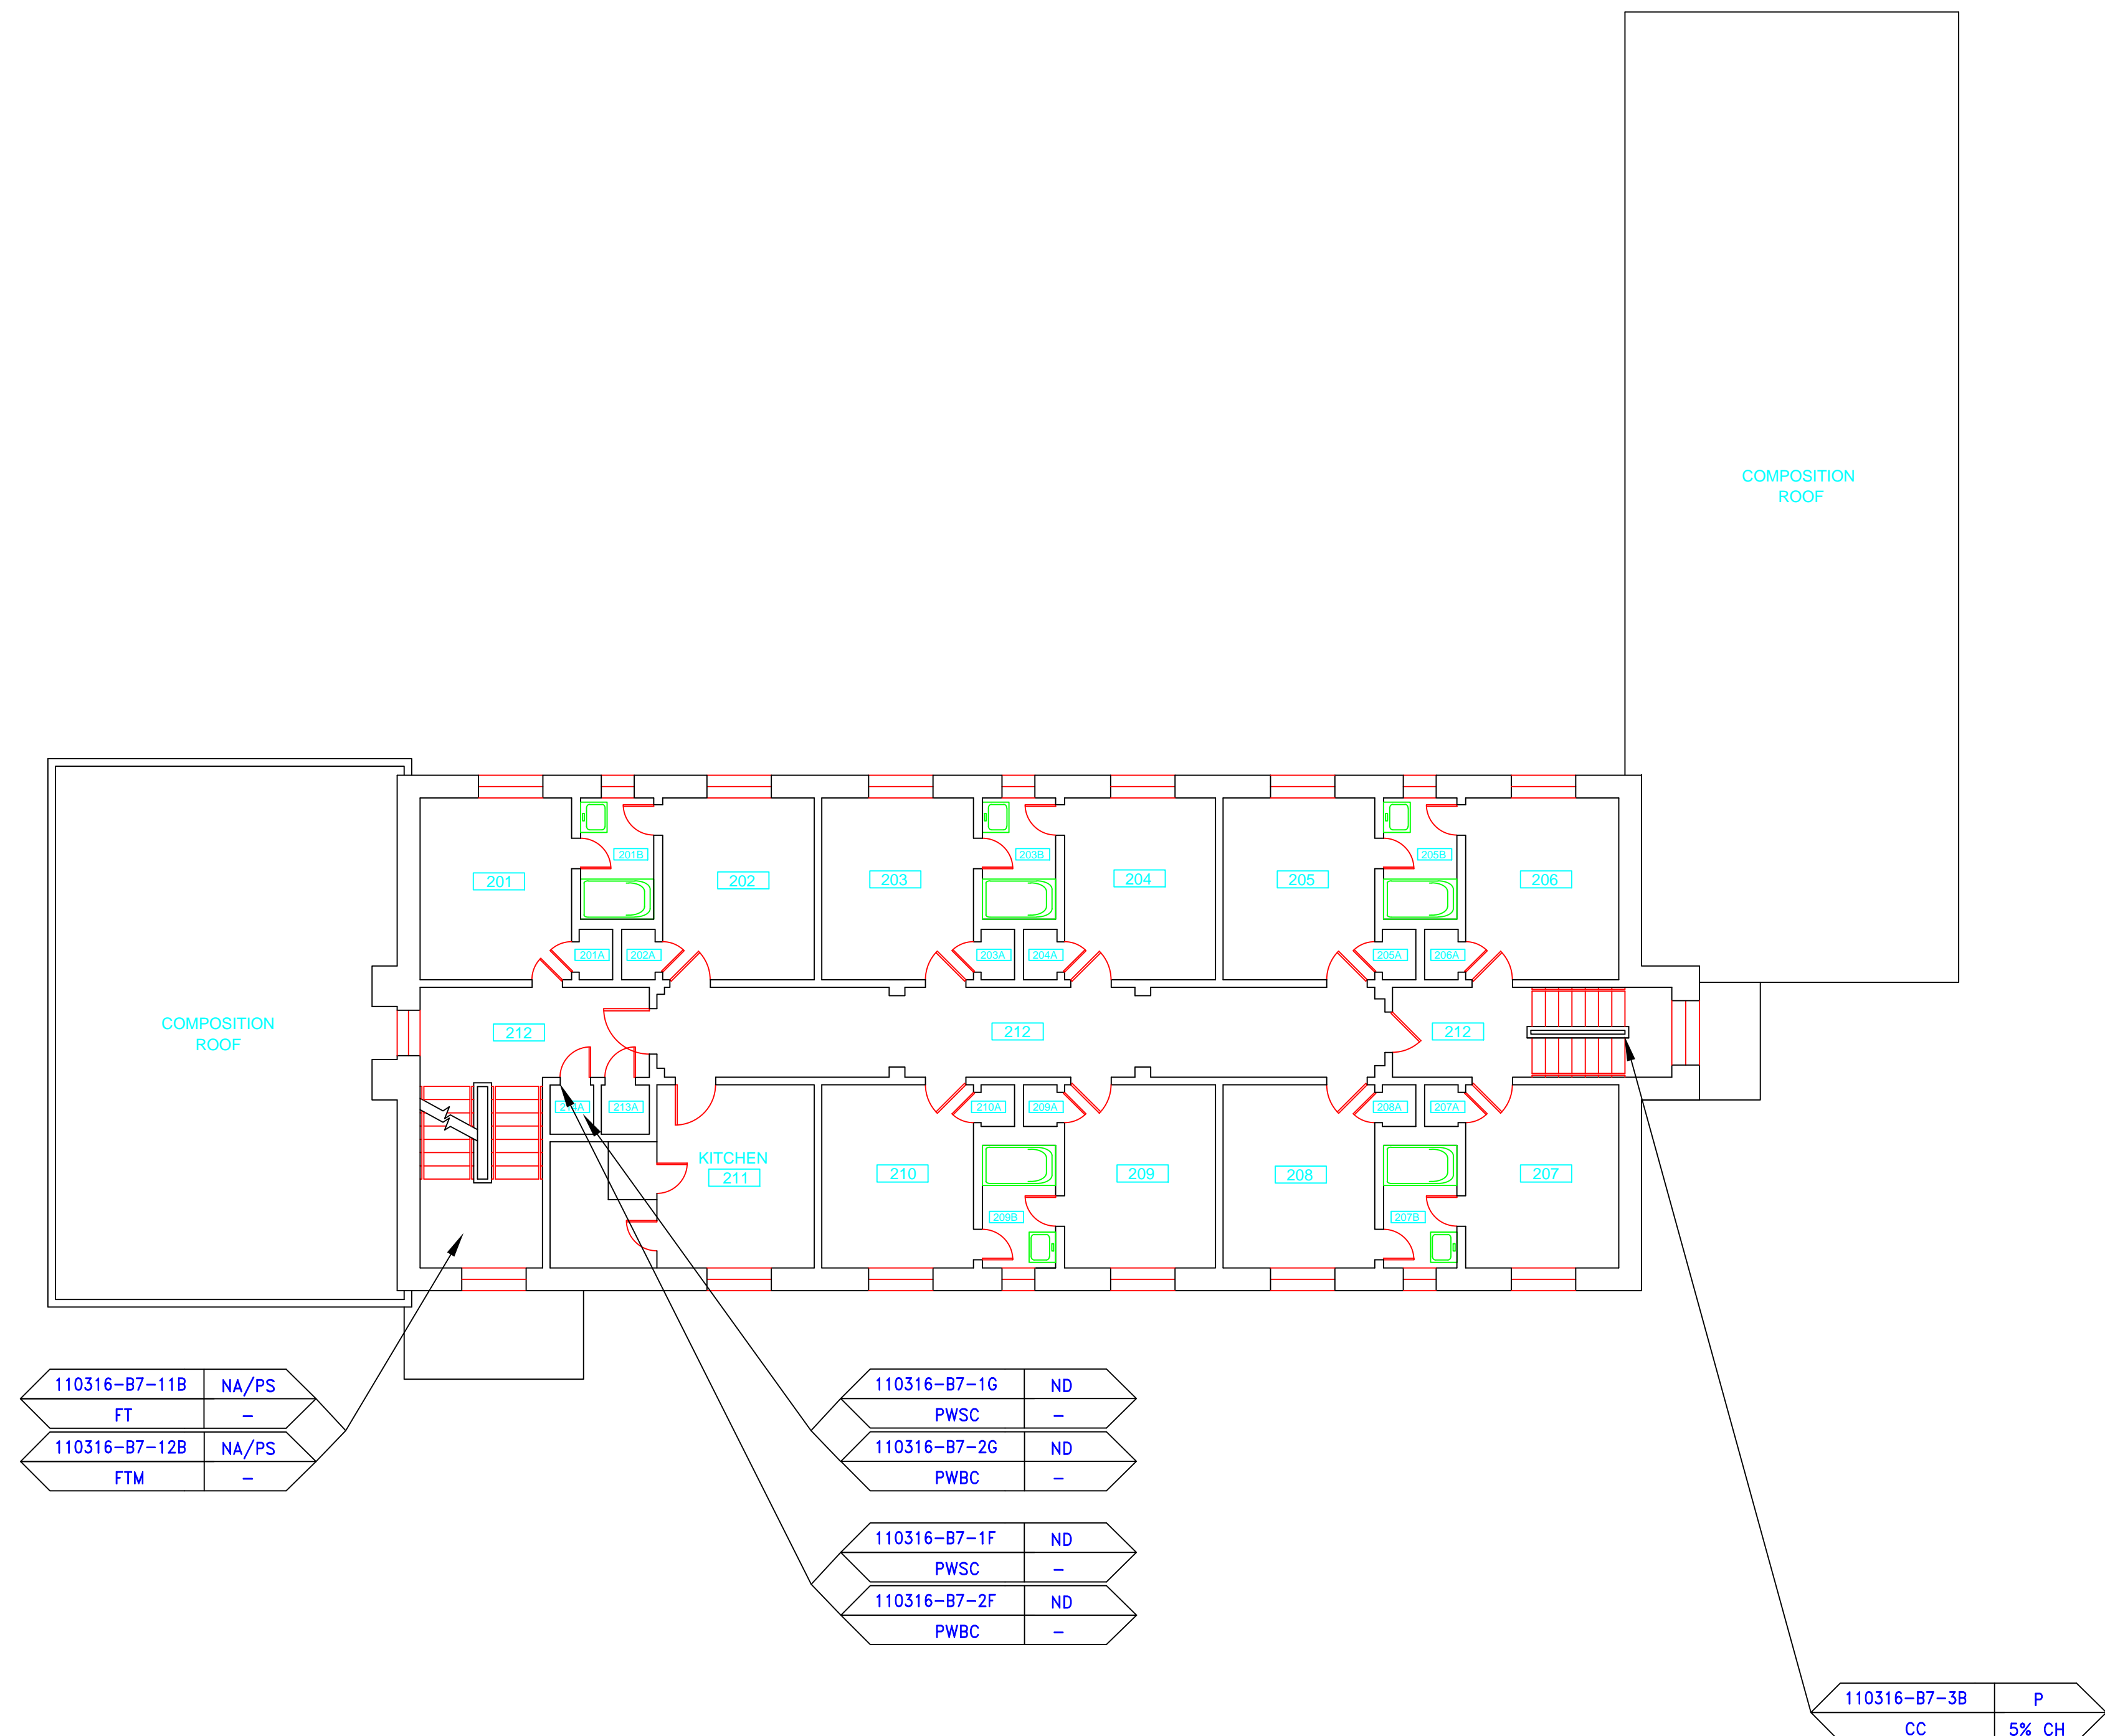 COMPOSITION
ROOF
201B
203B
205B
201
202
203
204
205
206
201A
202A
203A
204A
205A
206A
COMPOSITION
ROOF
212
212
212
213A
210A
209A
208A
207A
KITCHEN
211
210
209
208
207
209B
207B
110316-B7-11B NA/PS
FT -
110316-B7-12B NA/PS
FTM -
110316-B7-1G ND
PWSC -
110316-B7-2G ND
PWBC -
110316-B7-1F ND
PWSC -
110316-B7-2F ND
PWBC -
110316-B7-3B P
CC 5% CH